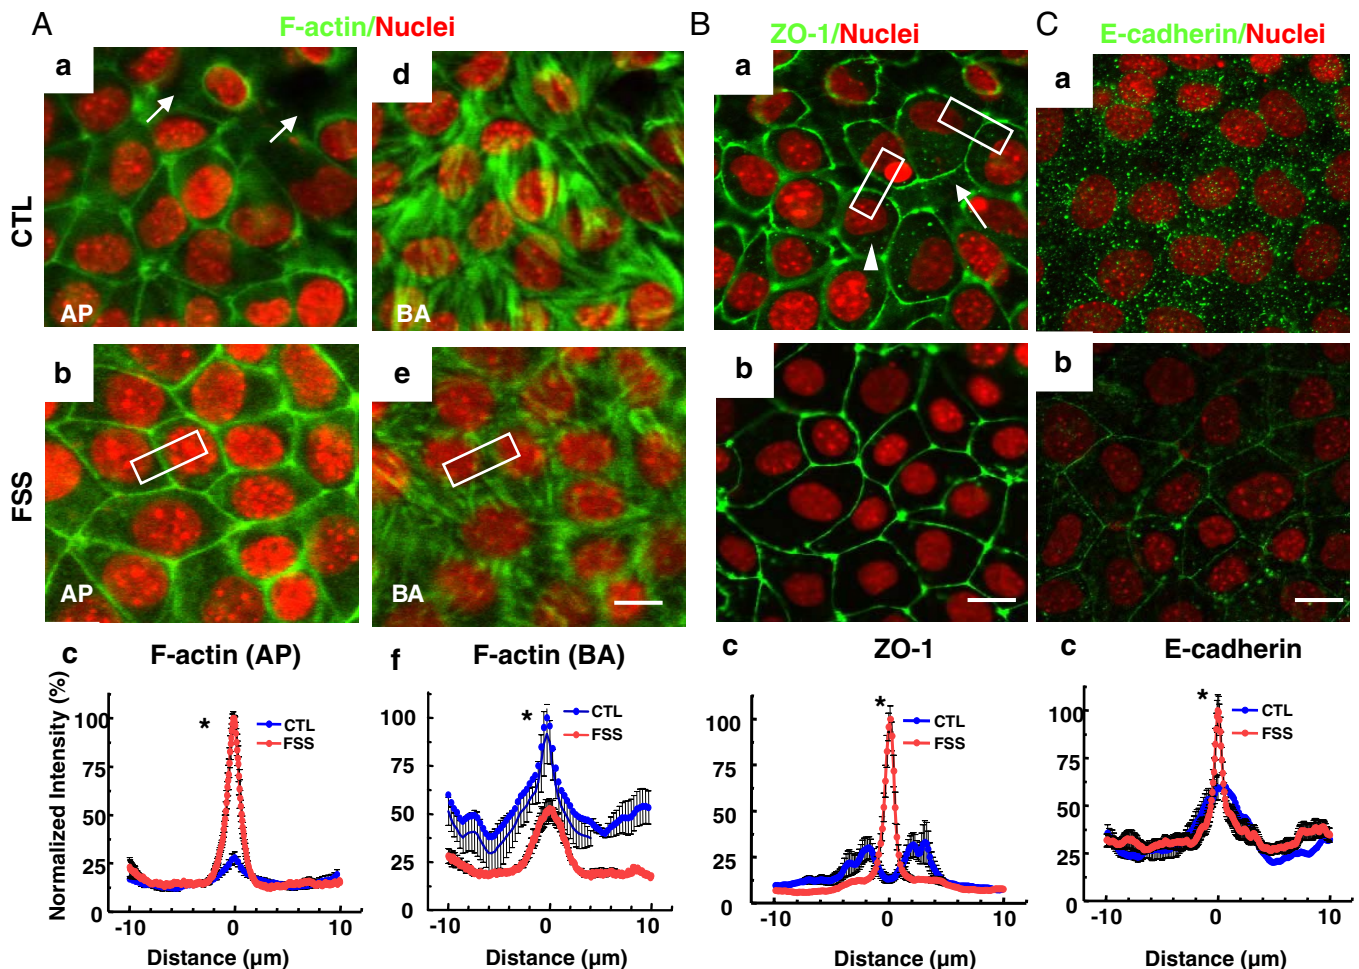 A
F-actin/Nuclei
B
ZO-1/Nuclei
C
E-cadherin/Nuclei
CTL
a
AP
d
BA
a
a
FSS
b
AP
e
BA
b
b
c
F-actin (AP)
Normalized Intensity (%)
100
75
50
25
0
*
CTL
FSS
-10
0
10
Distance (µm)
f
F-actin (BA)
100
75
50
25
0
*
CTL
FSS
-10
0
10
Distance (µm)
c
ZO-1
100
75
50
25
0
*
CTL
FSS
-10
0
10
Distance (µm)
c
E-cadherin
100
75
50
25
0
*
CTL
FSS
-10
0
10
Distance (µm)